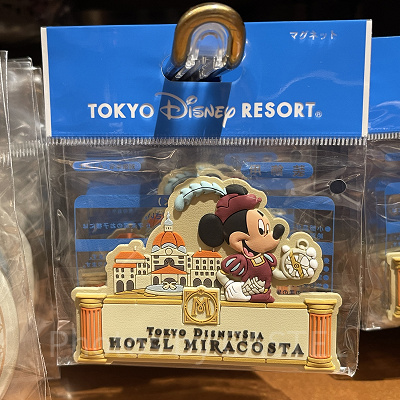 マグネット
TOKYO Disney RESORT®
M
TOKYO DISNEYSEA
HOTEL MIRACOSTA